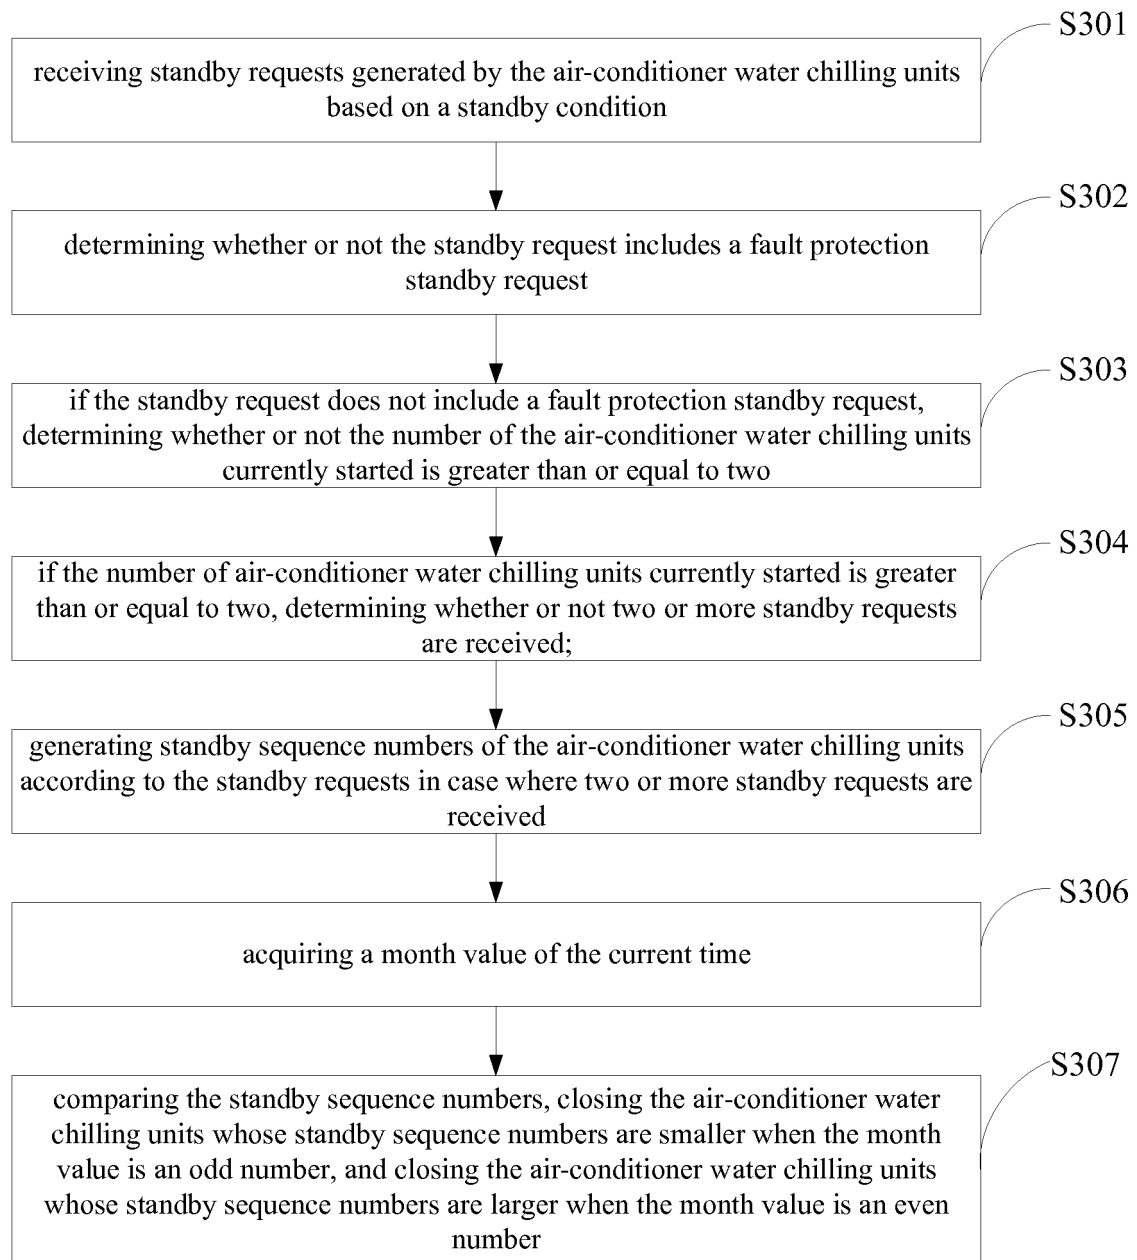 S301
receiving standby requests generated by the air-conditioner water chilling units
based on a standby condition
S302
determining whether or not the standby request includes a fault protection
standby request
S303
if the standby request does not include a fault protection standby request,
determining whether or not the number of the air-conditioner water chilling units
currently started is greater than or equal to two
S304
if the number of air-conditioner water chilling units currently started is greater
than or equal to two, determining whether or not two or more standby requests
are received;
S305
generating standby sequence numbers of the air-conditioner water chilling units
according to the standby requests in case where two or more standby requests are
received
S306
acquiring a month value of the current time
S307
comparing the standby sequence numbers, closing the air-conditioner water
chilling units whose standby sequence numbers are smaller when the month
value is an odd number, and closing the air-conditioner water chilling units
whose standby sequence numbers are larger when the month value is an even
number